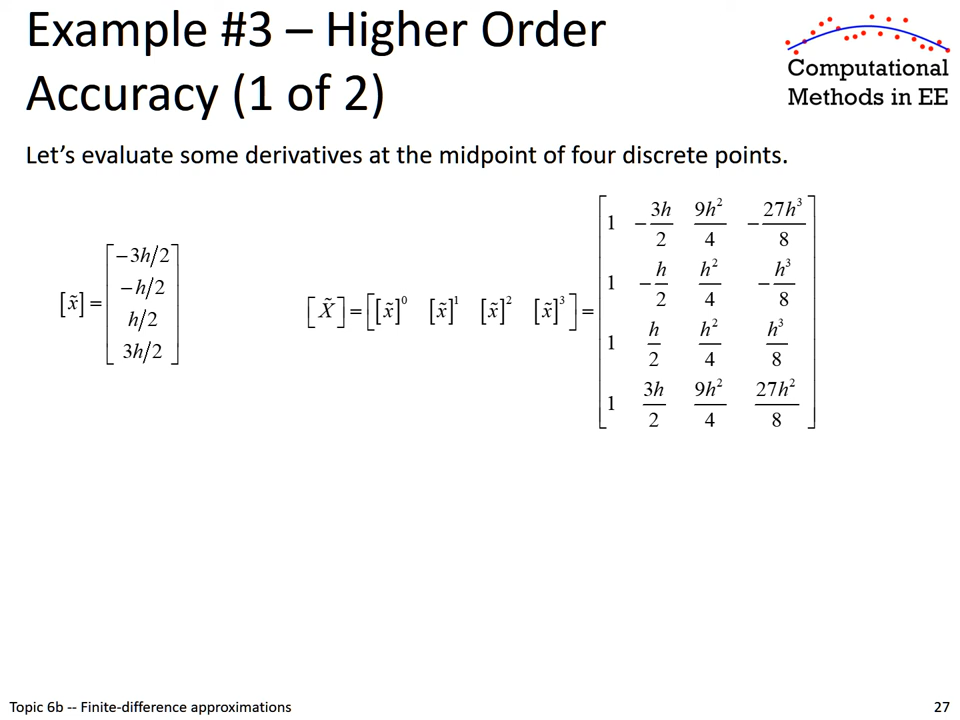 Example #3 – Higher Order
Accuracy (1 of 2)
Computational
Methods in EE
Let's evaluate some derivatives at the midpoint of four discrete points.
[x̃] = [−3h/2; −h/2; h/2; 3h/2]
[X̃] = [[x̃]⁰ [x̃]¹ [x̃]² [x̃]³] =
1 −3h/2 9h²/4 −27h³/8
1 −h/2 h²/4 −h³/8
1 h/2 h²/4 h³/8
1 3h/2 9h²/4 27h²/8
Topic 6b -- Finite-difference approximations
27